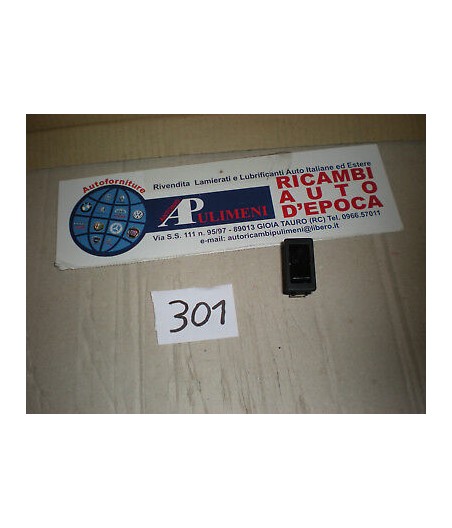 Autoforniture
Rivendita Lamierati e Lubrificanti Auto Italiane ed Estere
APULIMENI
RICAMBI
AUTO
D'EPOCA
Via S.S. 111 n. 95/97 - 89013 GIOIA TAURO (RC) Tel. 0966.57011
e-mail: autoricambipulimeni@libero.it
301